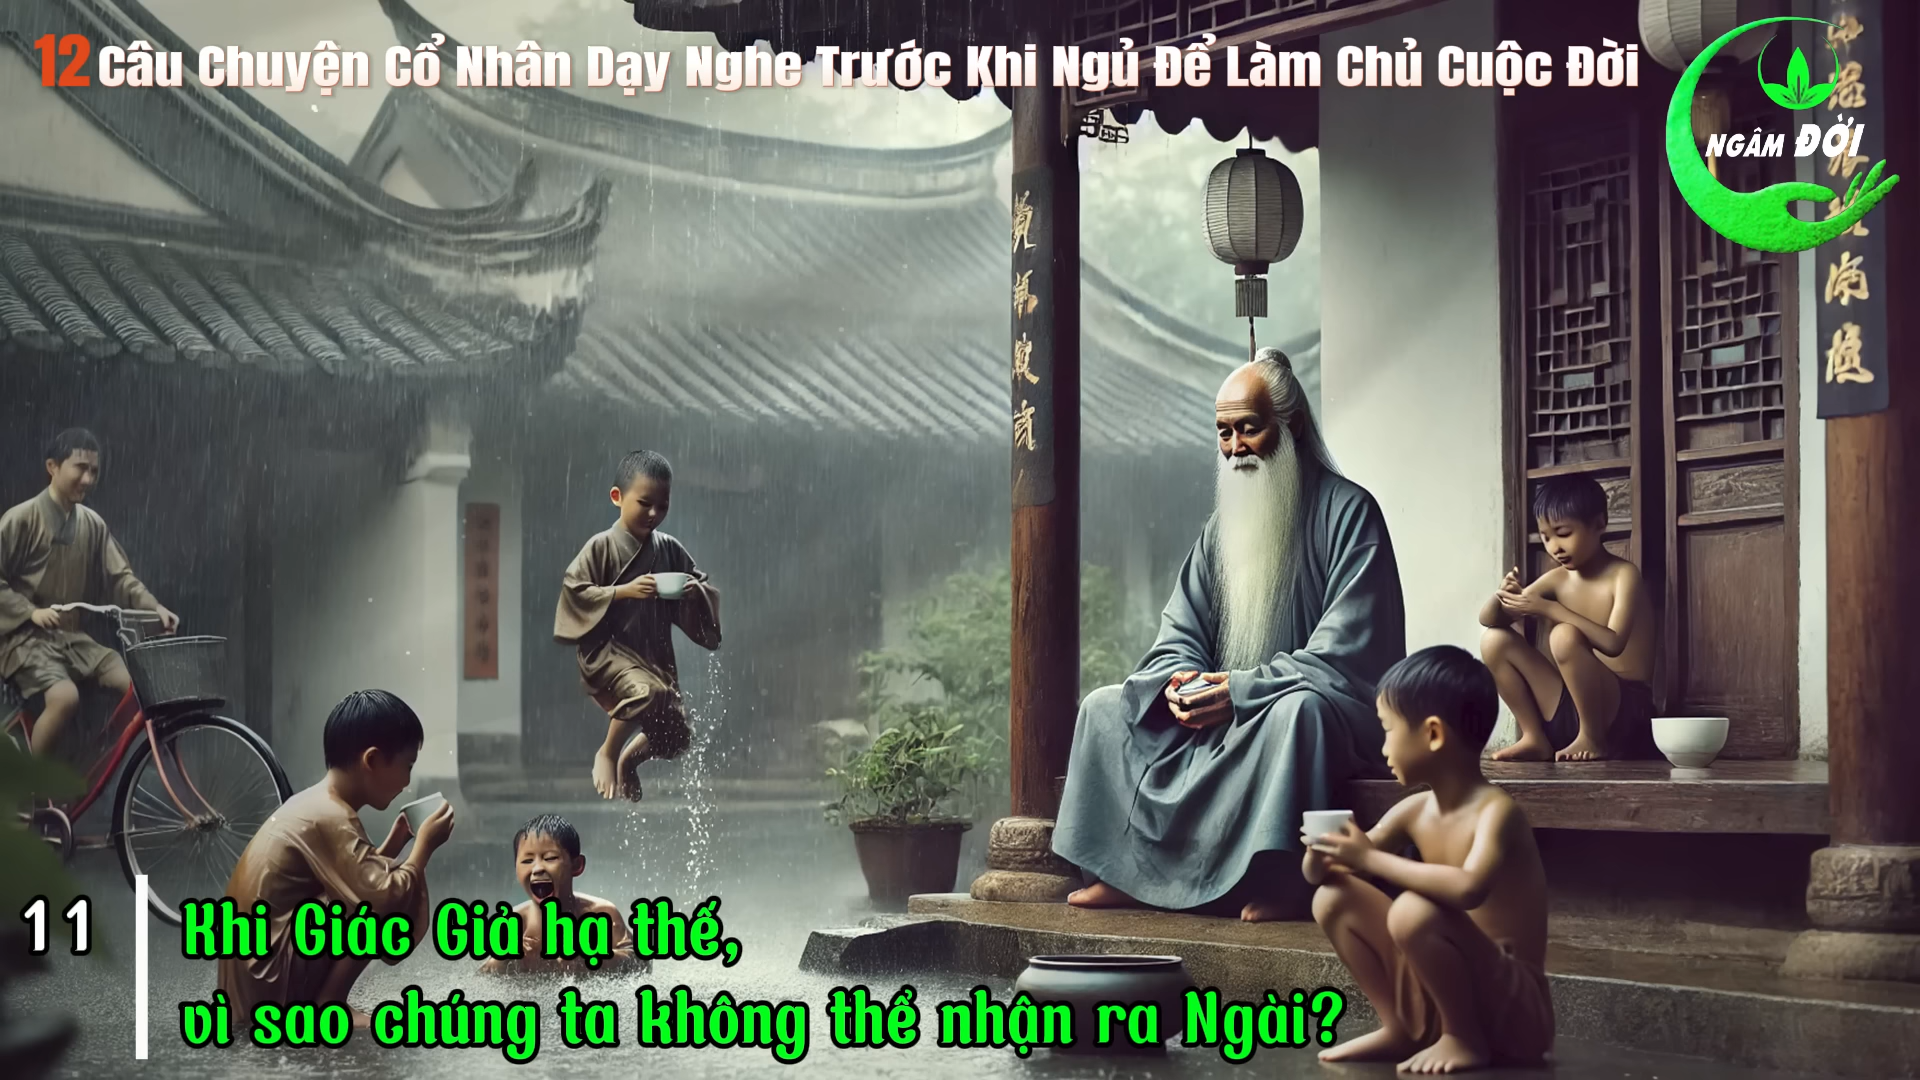 12 Câu Chuyện Cổ Nhân Dạy Nghe Trước Khi Ngủ Để Làm Chủ Cuộc Đời
NGÂM ĐỜI
11
Khi Giác Giả hạ thế,
vì sao chúng ta không thể nhận ra Ngài?